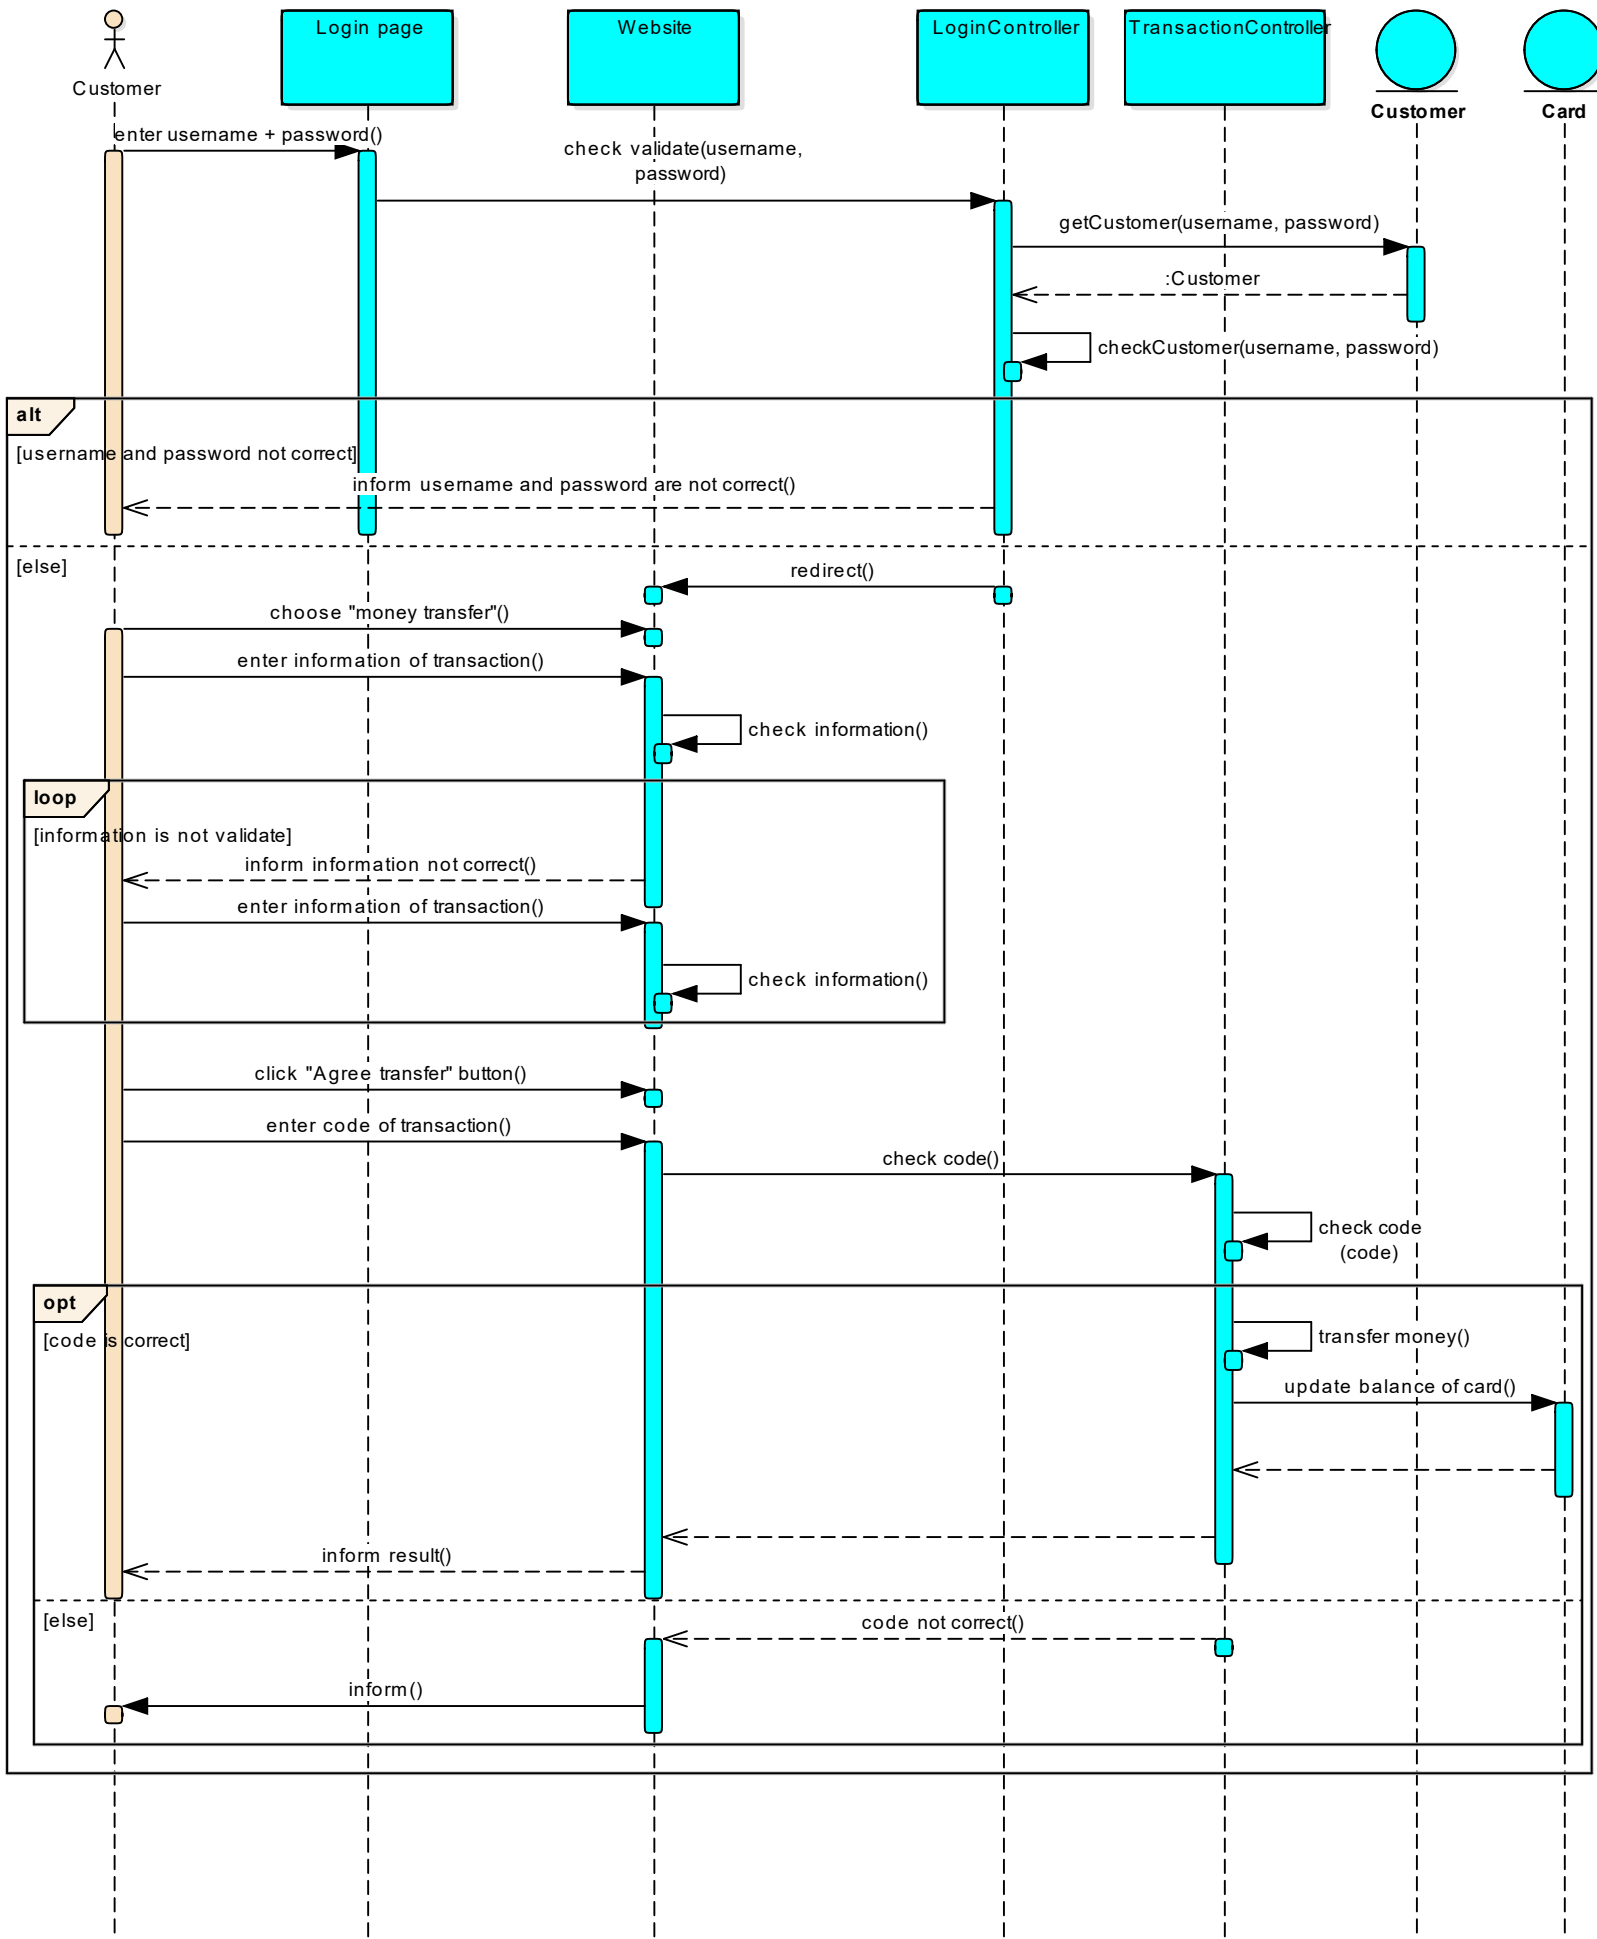 Login page
Website
LoginController
TransactionController
Customer
Customer
Card
enter username + password()
check validate(username,
password)
getCustomer(username, password)
:Customer
checkCustomer(username, password)
alt
[username and password not correct]
inform username and password are not correct()
[else]
redirect()
choose "money transfer"()
enter information of transaction()
check information()
loop
[information is not validate]
inform information not correct()
enter information of transaction()
check information()
click "Agree transfer" button()
enter code of transaction()
check code()
check code
(code)
opt
[code is correct]
transfer money()
update balance of card()
inform result()
[else]
code not correct()
inform()